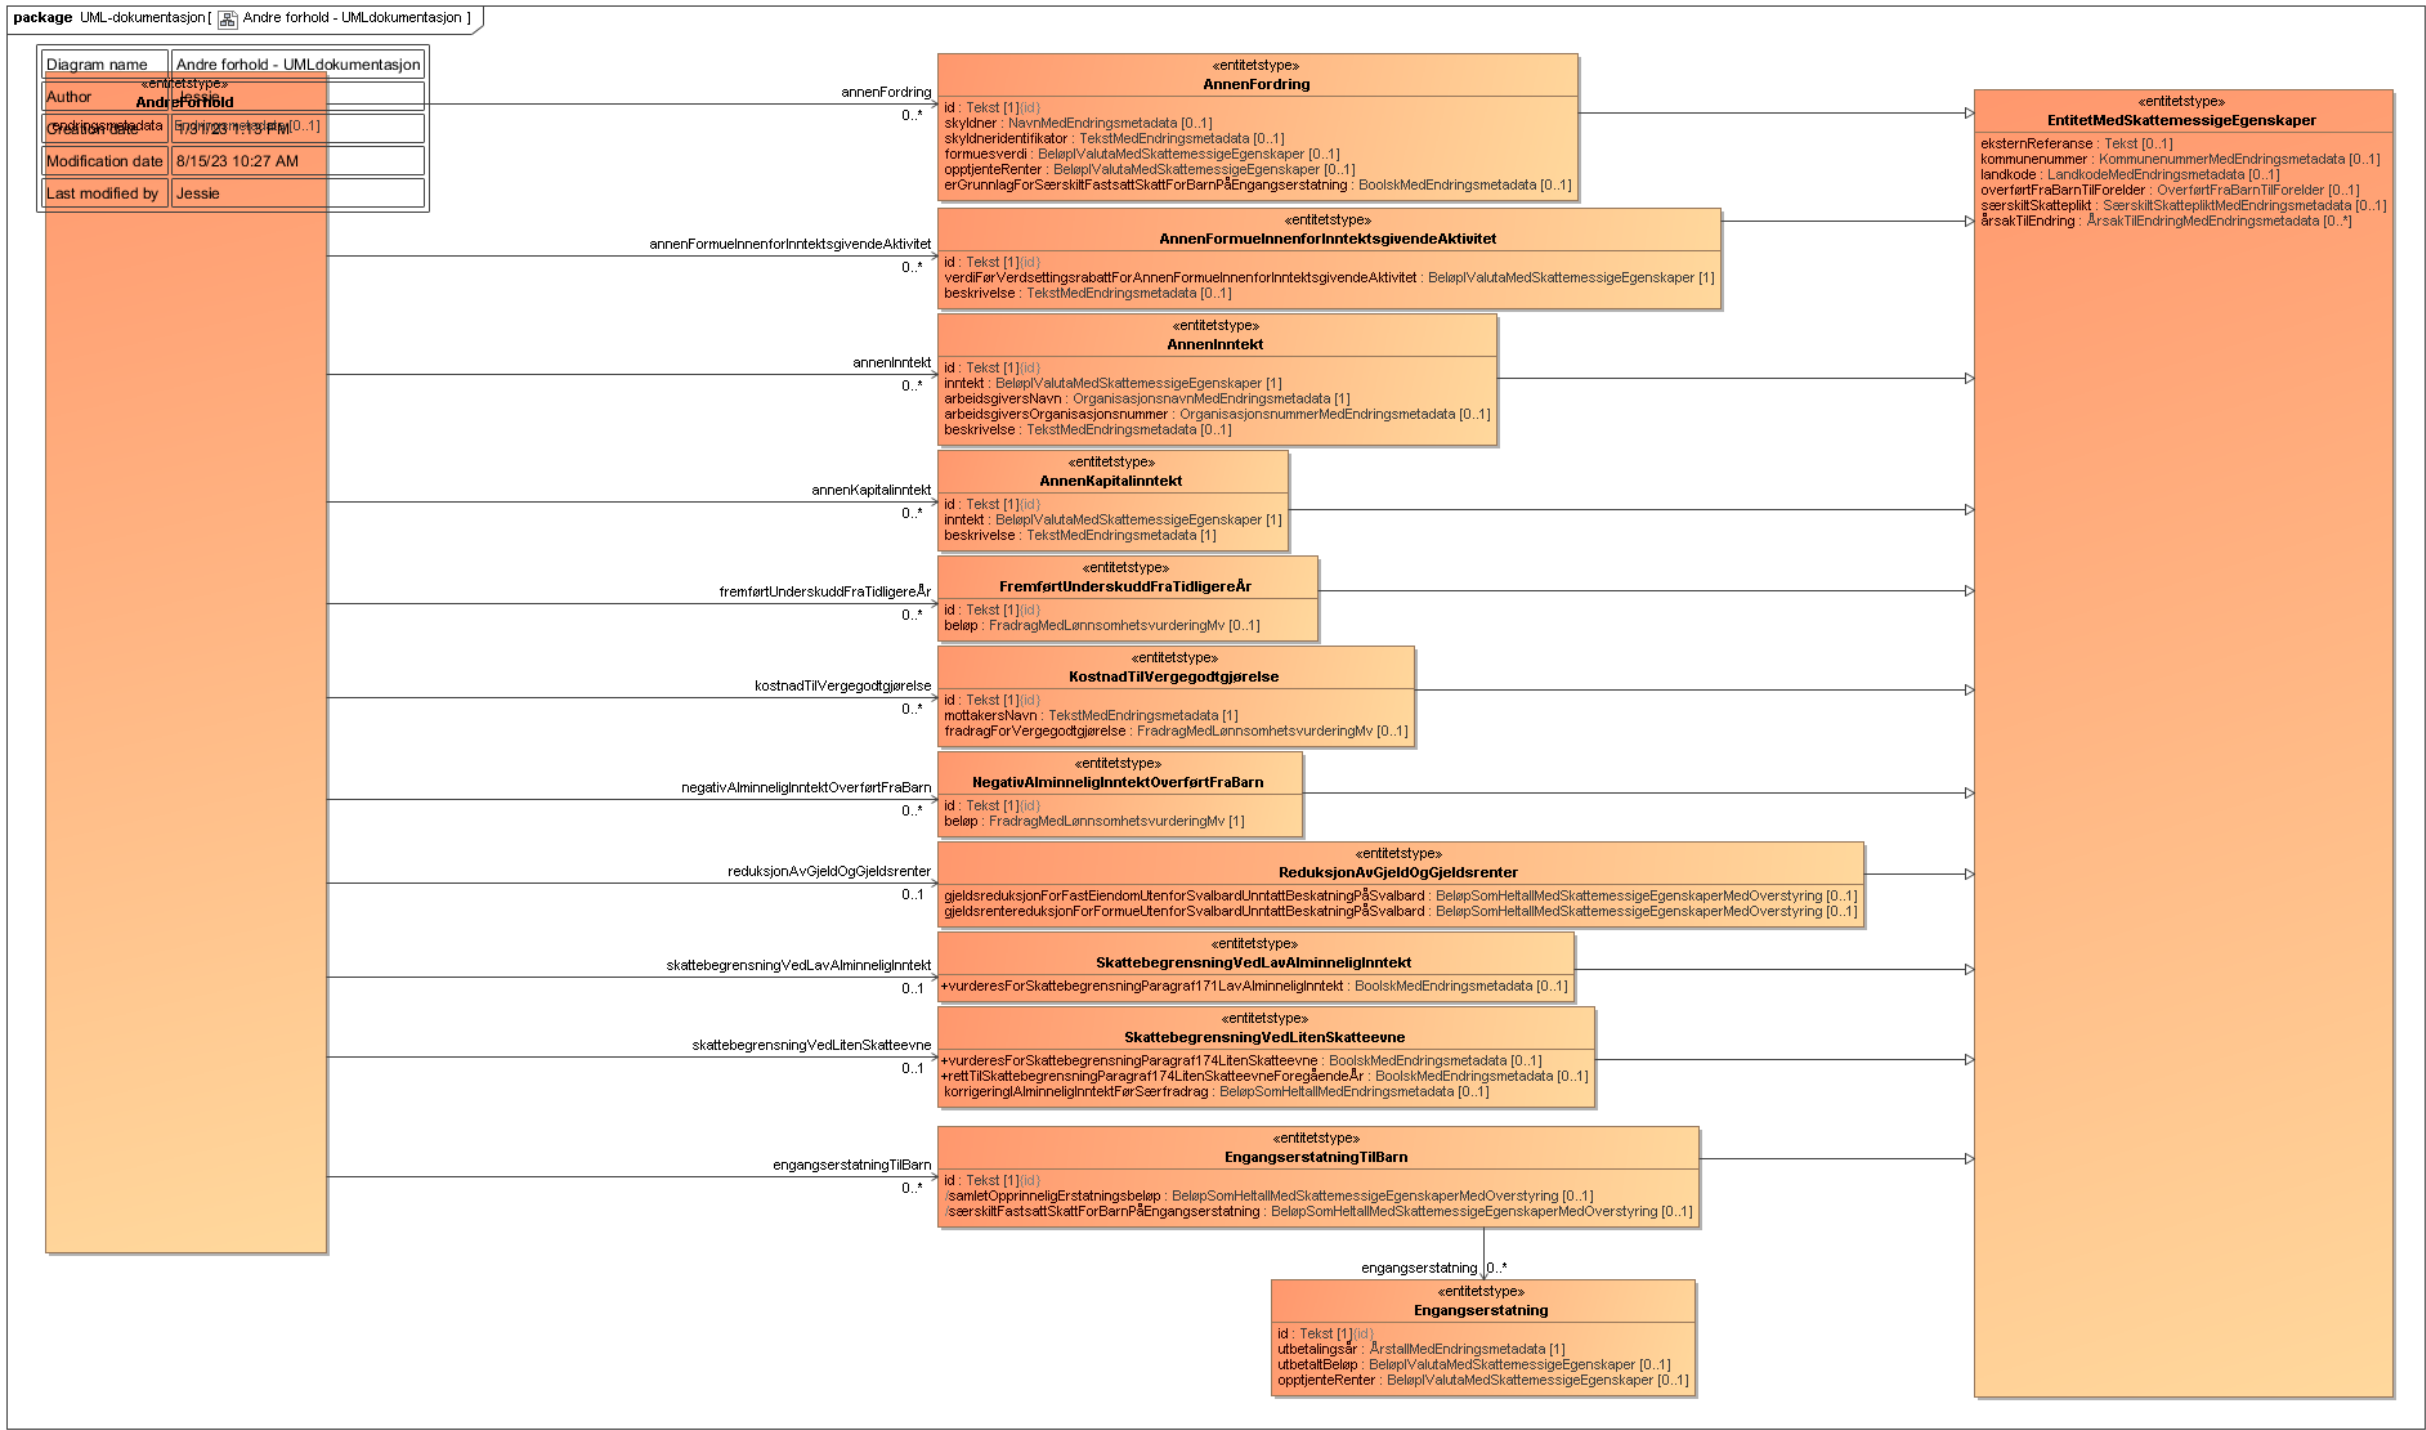 package UML-dokumentasjon [ Andre forhold - UMLdokumentasjon ]
Diagram name Andre forhold - UMLdokumentasjon
Author Jessie
Creation date 1/31/23 1:13 PM
Modification date 8/15/23 10:27 AM
Last modified by Jessie
«entitetstype»
AndreForhold
endringsmetadata : Endringsmetadata [0..1]
annenFordring
0..*
«entitetstype»
AnnenFordring
id : Tekst [1]{id}
skyldner : NavnMedEndringsmetadata [0..1]
skyldneridentifikator : TekstMedEndringsmetadata [0..1]
formuesverdi : BeløpIValutaMedSkattemessigeEgenskaper [0..1]
opptjenteRenter : BeløpIValutaMedSkattemessigeEgenskaper [0..1]
erGrunnlagForSærskiltFastsattSkattForBarnPåEngangserstatning : BoolskMedEndringsmetadata [0..1]
«entitetstype»
EntitetMedSkattemessigeEgenskaper
eksternReferanse : Tekst [0..1]
kommunenummer : KommunenummerMedEndringsmetadata [0..1]
landkode : LandkodeMedEndringsmetadata [0..1]
overførtFraBarnTilForelder : OverførtFraBarnTilForelder [0..1]
særskiltSkatteplikt : SærskiltSkattepliktMedEndringsmetadata [0..1]
årsakTilEndring : ÅrsakTilEndringMedEndringsmetadata [0..*]
annenFormueInnenforInntektsgivendeAktivitet
0..*
«entitetstype»
AnnenFormueInnenforInntektsgivendeAktivitet
id : Tekst [1]{id}
verdiFørVerdsettingsrabattForAnnenFormueInnenforInntektsgivendeAktivitet : BeløpIValutaMedSkattemessigeEgenskaper [1]
beskrivelse : TekstMedEndringsmetadata [0..1]
annenInntekt
0..*
«entitetstype»
AnnenInntekt
id : Tekst [1]{id}
inntekt : BeløpIValutaMedSkattemessigeEgenskaper [1]
arbeidsgiversNavn : OrganisasjonsnavnMedEndringsmetadata [1]
arbeidsgiversOrganisasjonsnummer : OrganisasjonsnummerMedEndringsmetadata [0..1]
beskrivelse : TekstMedEndringsmetadata [0..1]
annenKapitalinntekt
0..*
«entitetstype»
AnnenKapitalinntekt
id : Tekst [1]{id}
inntekt : BeløpIValutaMedSkattemessigeEgenskaper [1]
beskrivelse : TekstMedEndringsmetadata [1]
fremførtUnderskuddFraTidligereÅr
0..*
«entitetstype»
FremførtUnderskuddFraTidligereÅr
id : Tekst [1]{id}
beløp : FradragMedLønnsomhetsvurderingMv [0..1]
kostnadTilVergegodtgjørelse
0..*
«entitetstype»
KostnadTilVergegodtgjørelse
id : Tekst [1]{id}
mottakersNavn : TekstMedEndringsmetadata [1]
fradragForVergegodtgjørelse : FradragMedLønnsomhetsvurderingMv [0..1]
negativAlminneligInntektOverførtFraBarn
0..*
«entitetstype»
NegativAlminneligInntektOverførtFraBarn
id : Tekst [1]{id}
beløp : FradragMedLønnsomhetsvurderingMv [1]
reduksjonAvGjeldOgGjeldsrenter
0..1
«entitetstype»
ReduksjonAvGjeldOgGjeldsrenter
gjeldsreduksjonForFastEiendomUtenforSvalbardUnntattBeskatningPåSvalbard : BeløpSomHeltallMedSkattemessigeEgenskaperMedOverstyring [0..1]
gjeldsrentereduksjonForFormueUtenforSvalbardUnntattBeskatningPåSvalbard : BeløpSomHeltallMedSkattemessigeEgenskaperMedOverstyring [0..1]
skattebegrensningVedLavAlminneligInntekt
0..1
«entitetstype»
SkattebegrensningVedLavAlminneligInntekt
+vurderesForSkattebegrensningParagraf171LavAlminneligInntekt : BoolskMedEndringsmetadata [0..1]
skattebegrensningVedLitenSkatteevne
0..1
«entitetstype»
SkattebegrensningVedLitenSkatteevne
+vurderesForSkattebegrensningParagraf174LitenSkatteevne : BoolskMedEndringsmetadata [0..1]
+rettTilSkattebegrensningParagraf174LitenSkatteevneForegåendeÅr : BoolskMedEndringsmetadata [0..1]
korrigeringIAlminneligInntektFørSærfradrag : BeløpSomHeltallMedEndringsmetadata [0..1]
engangserstatningTilBarn
0..*
«entitetstype»
EngangserstatningTilBarn
id : Tekst [1]{id}
/samletOpprinneligErstatningsbeløp : BeløpSomHeltallMedSkattemessigeEgenskaperMedOverstyring [0..1]
/særskiltFastsattSkattForBarnPåEngangserstatning : BeløpSomHeltallMedSkattemessigeEgenskaperMedOverstyring [0..1]
engangserstatning 0..*
«entitetstype»
Engangserstatning
id : Tekst [1]{id}
utbetalingsår : ÅrstallMedEndringsmetadata [1]
utbetaltBeløp : BeløpIValutaMedSkattemessigeEgenskaper [0..1]
opptjenteRenter : BeløpIValutaMedSkattemessigeEgenskaper [0..1]